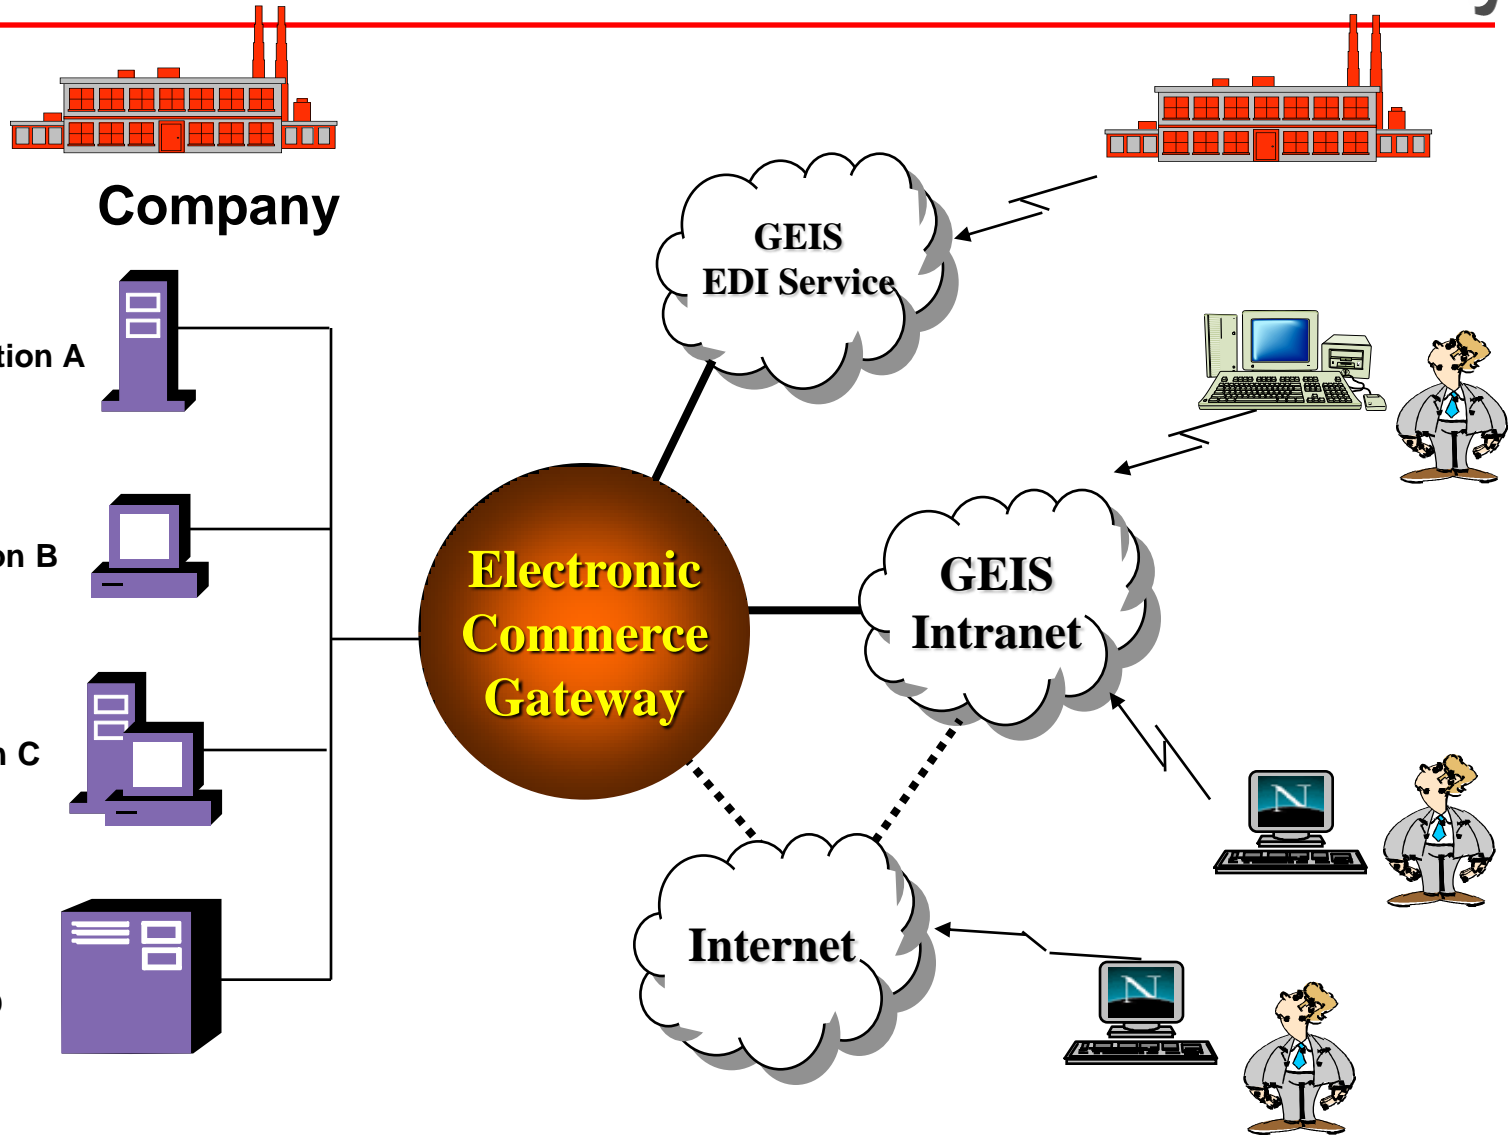 y
Company
GEIS
EDI Service
tion A
on B
Electronic
Commerce
Gateway
GEIS
Intranet
n C
N
Internet
N